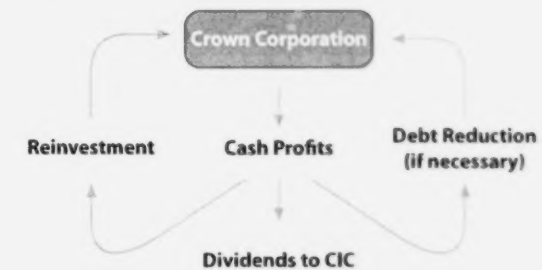 Crown Corporation
Reinvestment
Cash Profits
Debt Reduction
(if necessary)
Dividends to CIC